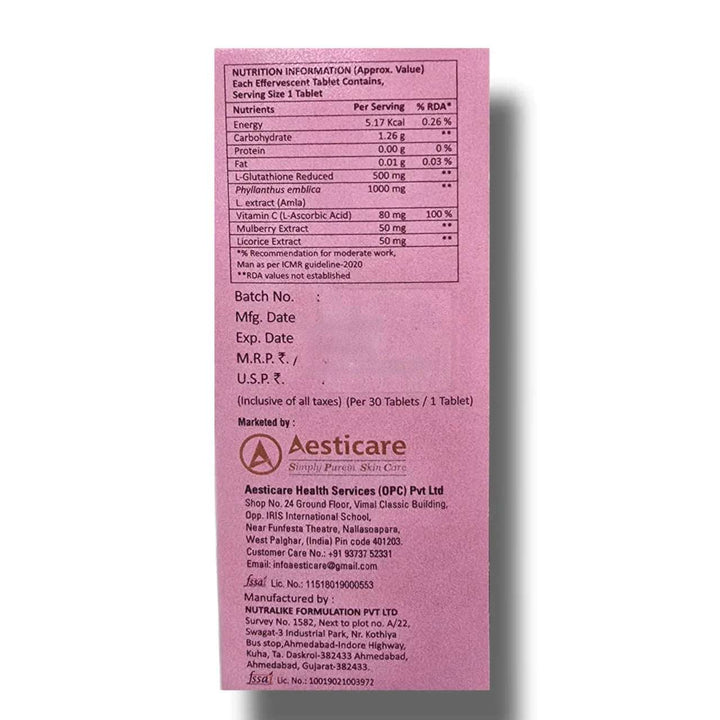 NUTRITION INFORMATION (Approx. Value)
Each Effervescent Tablet Contains,
Serving Size 1 Tablet
Nutrients Per Serving % RDA*
Energy 5.17 Kcal 0.26 %
Carbohydrate 1.26 g **
Protein 0.00 g 0 %
Fat 0.01 g 0.03 %
L-Glutathione Reduced 500 mg **
Phyllanthus emblica 1000 mg **
L. extract (Amla)
Vitamin C (L-Ascorbic Acid) 80 mg 100 %
Mulberry Extract 50 mg **
Licorice Extract 50 mg **
*% Recommendation for moderate work,
Man as per ICMR guideline-2020
**RDA values not established
Batch No. :
Mfg. Date
Exp. Date
M.R.P. ₹. /
U.S.P. ₹.
(Inclusive of all taxes) (Per 30 Tablets / 1 Tablet)
Marketed by :
Aesticare
Simply Purem Skin Care
Aesticare Health Services (OPC) Pvt Ltd
Shop No. 24 Ground Floor, Vimal Classic Building,
Opp. IRIS International School,
Near Funfesta Theatre, Nallasoapara,
West Palghar, (India) Pin code 401203.
Customer Care No.: +91 93737 52331
Email: infoaesticare@gmail.com
fssai Lic. No.: 11518019000553
Manufactured by :
NUTRALIKE FORMULATION PVT LTD
Survey No. 1582, Next to plot no. A/22,
Swagat-3 Industrial Park, Nr. Kothiya
Bus stop,Ahmedabad-Indore Highway,
Kuha, Ta. Daskroi-382433 Ahmedabad,
Ahmedabad, Gujarat-382433.
fssai Lic. No.: 10019021003972